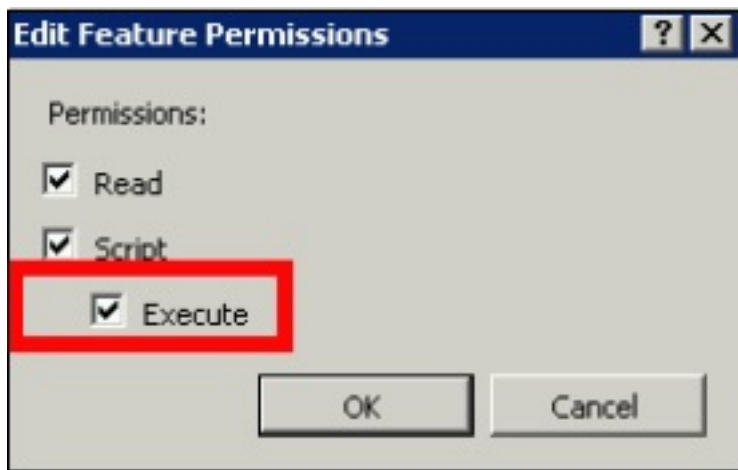 Edit Feature Permissions ? X
Permissions:
Read
Script
Execute
OK Cancel